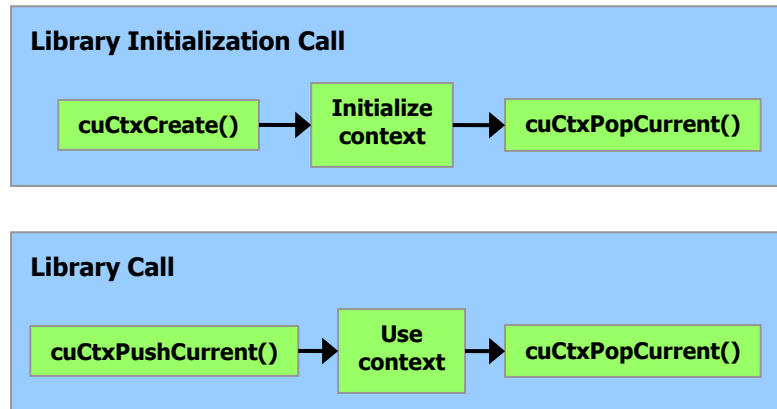 Library Initialization Call
cuCtxCreate()
Initialize
context
cuCtxPopCurrent()
Library Call
cuCtxPushCurrent()
Use
context
cuCtxPopCurrent()